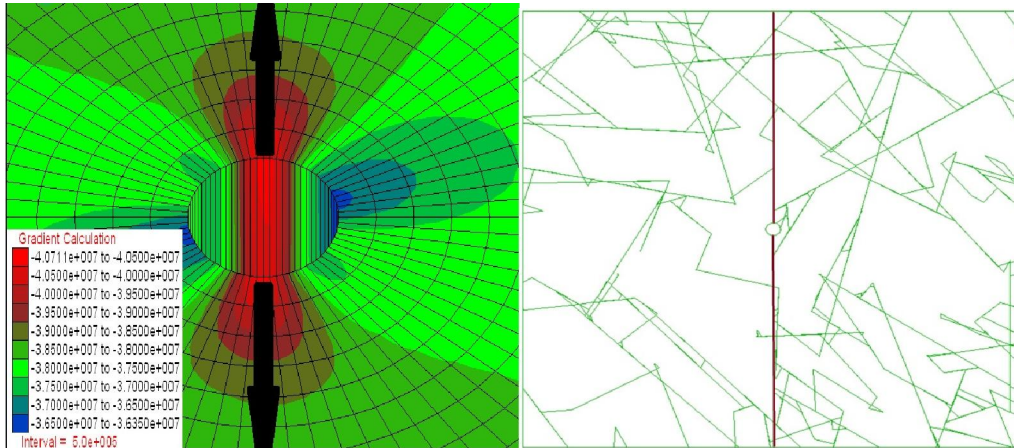 Gradient Calculation
-4.0711e+007 to -4.0500e+007
-4.0500e+007 to -4.0000e+007
-4.0000e+007 to -3.9500e+007
-3.9500e+007 to -3.9000e+007
-3.9000e+007 to -3.8500e+007
-3.8500e+007 to -3.8000e+007
-3.8000e+007 to -3.7500e+007
-3.7500e+007 to -3.7000e+007
-3.7000e+007 to -3.6500e+007
-3.6500e+007 to -3.6350e+007
Interval = 5.0e+005